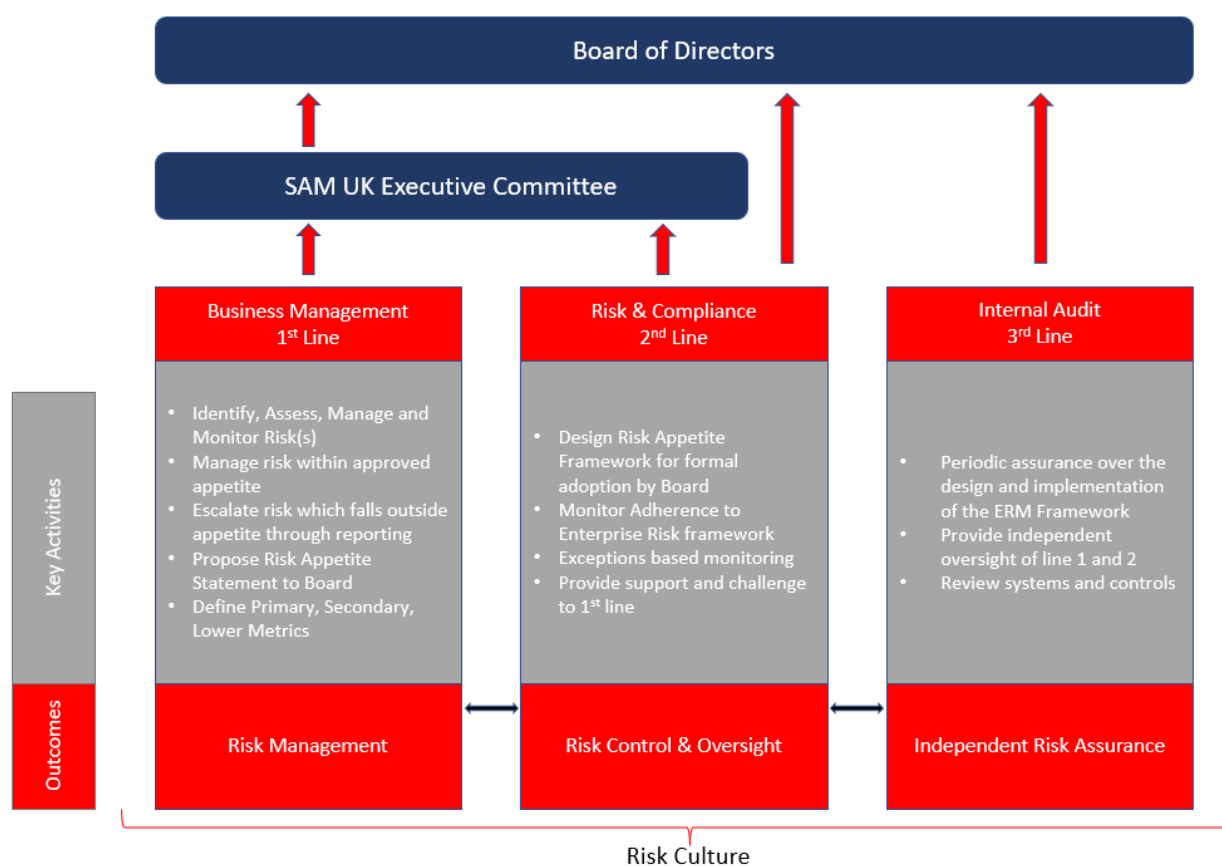 Board of Directors
SAM UK Executive Committee
Business Management
1st Line
Risk & Compliance
2nd Line
Internal Audit
3rd Line
Key Activities
• Identify, Assess, Manage and
Monitor Risk(s)
• Manage risk within approved
appetite
• Escalate risk which falls outside
appetite through reporting
• Propose Risk Appetite
Statement to Board
• Define Primary, Secondary,
Lower Metrics
• Design Risk Appetite
Framework for formal
adoption by Board
• Monitor Adherence to
Enterprise Risk framework
• Exceptions based monitoring
• Provide support and challenge
to 1st line
• Periodic assurance over the
design and implementation
of the ERM Framework
• Provide independent
oversight of line 1 and 2
• Review systems and controls
Outcomes
Risk Management
Risk Control & Oversight
Independent Risk Assurance
Risk Culture